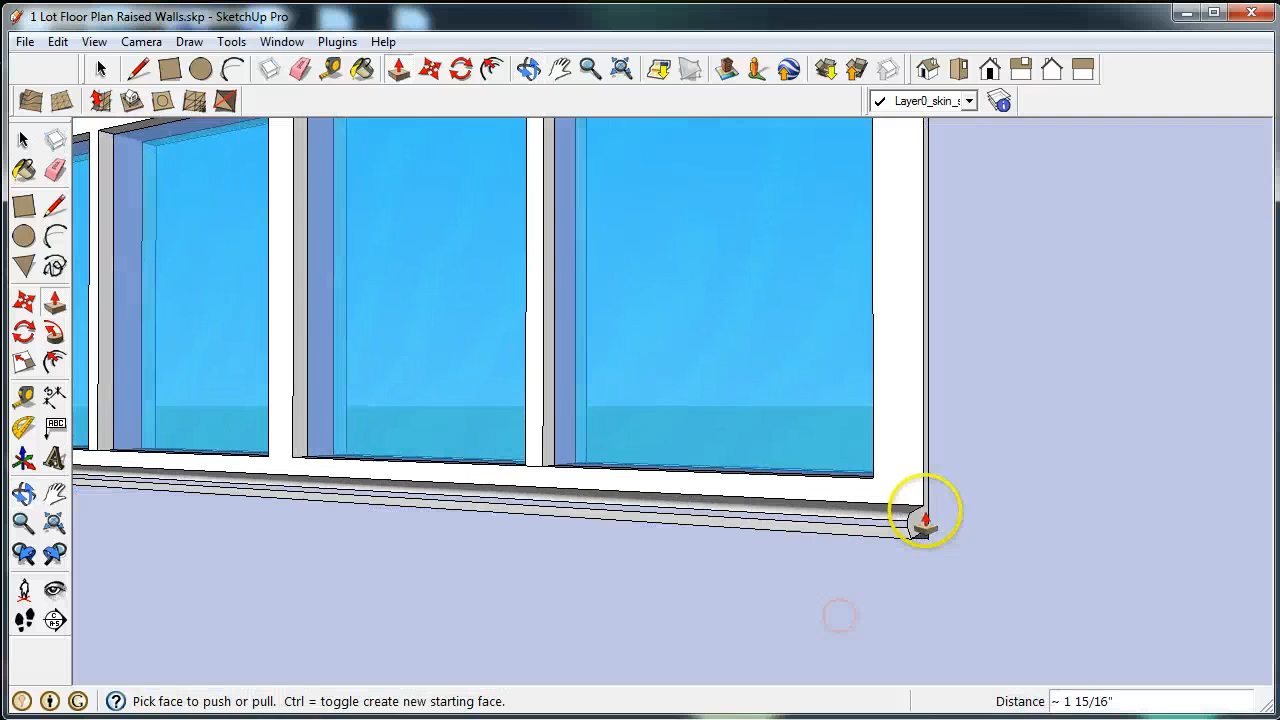 1 Lot Floor Plan Raised Walls.skp - SketchUp Pro
File Edit View Camera Draw Tools Window Plugins Help
Layer0_skin_s
ABC
Pick face to push or pull. Ctrl = toggle create new starting face.
Distance ~ 1 15/16"